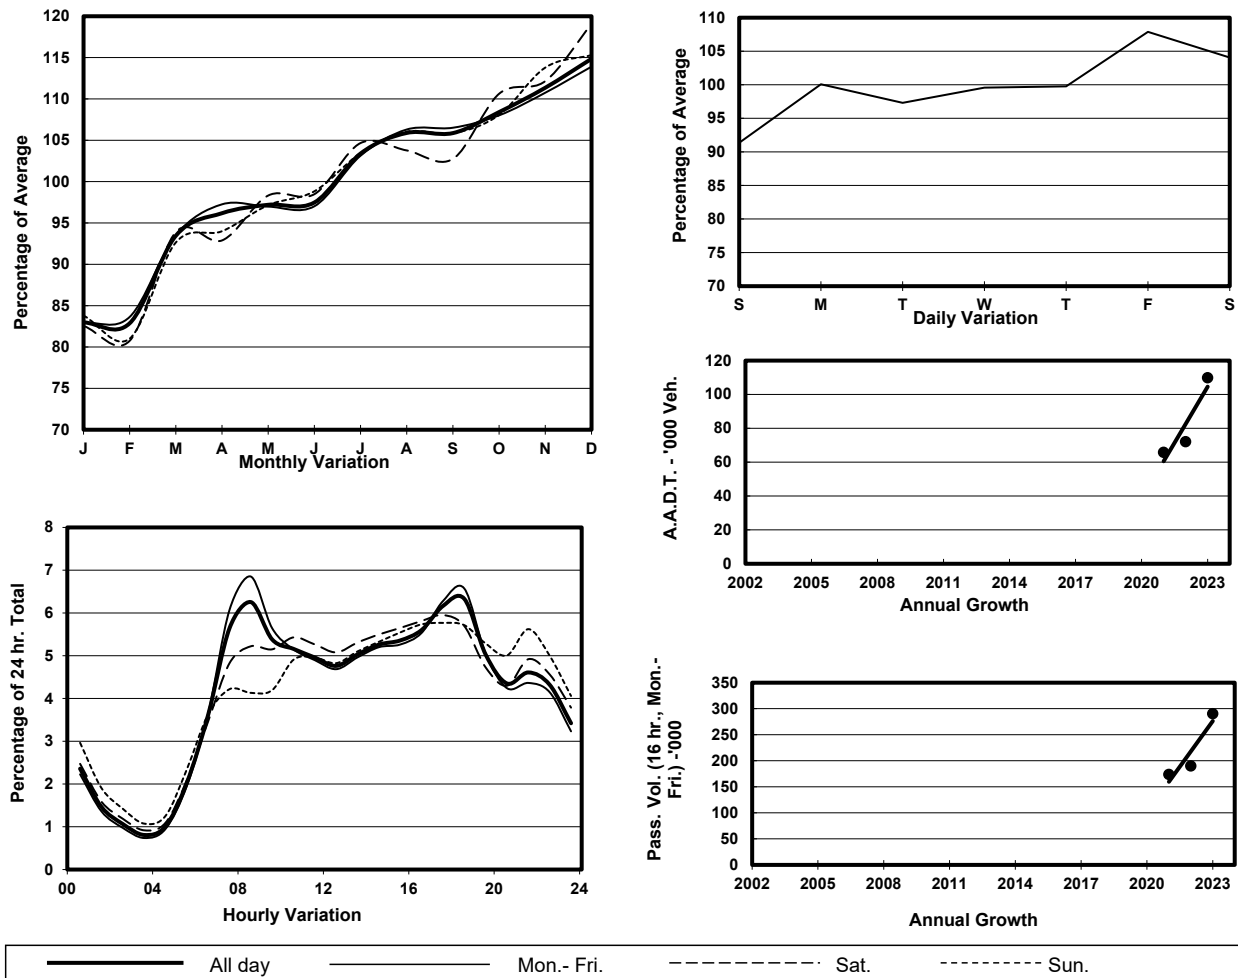 120
115
110
105
100
95
90
85
80
75
70
Percentage of Average
J F M A M J J A S O N D
Monthly Variation
110
105
100
95
90
85
80
75
70
Percentage of Average
S M T W T F S
Daily Variation
120
100
80
60
40
20
0
A.A.D.T. - '000 Veh.
2002 2005 2008 2011 2014 2017 2020 2023
Annual Growth
8
7
6
5
4
3
2
1
0
Percentage of 24 hr. Total
00 04 08 12 16 20 24
Hourly Variation
350
300
250
200
150
100
50
0
Pass. Vol. (16 hr., Mon.-
Fri.) -'000
2002 2005 2008 2011 2014 2017 2020 2023
Annual Growth
All day Mon.- Fri. Sat. Sun.